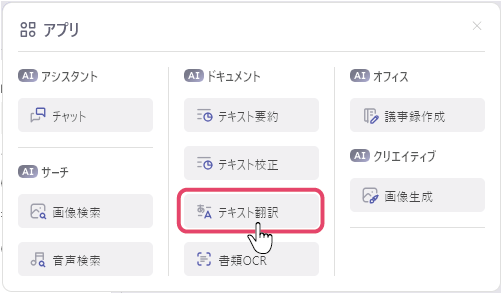 アプリ
AI アシスタント
チャット
AI サーチ
画像検索
音声検索
AI ドキュメント
テキスト要約
テキスト校正
テキスト翻訳
書類OCR
AI オフィス
議事録作成
AI クリエイティブ
画像生成